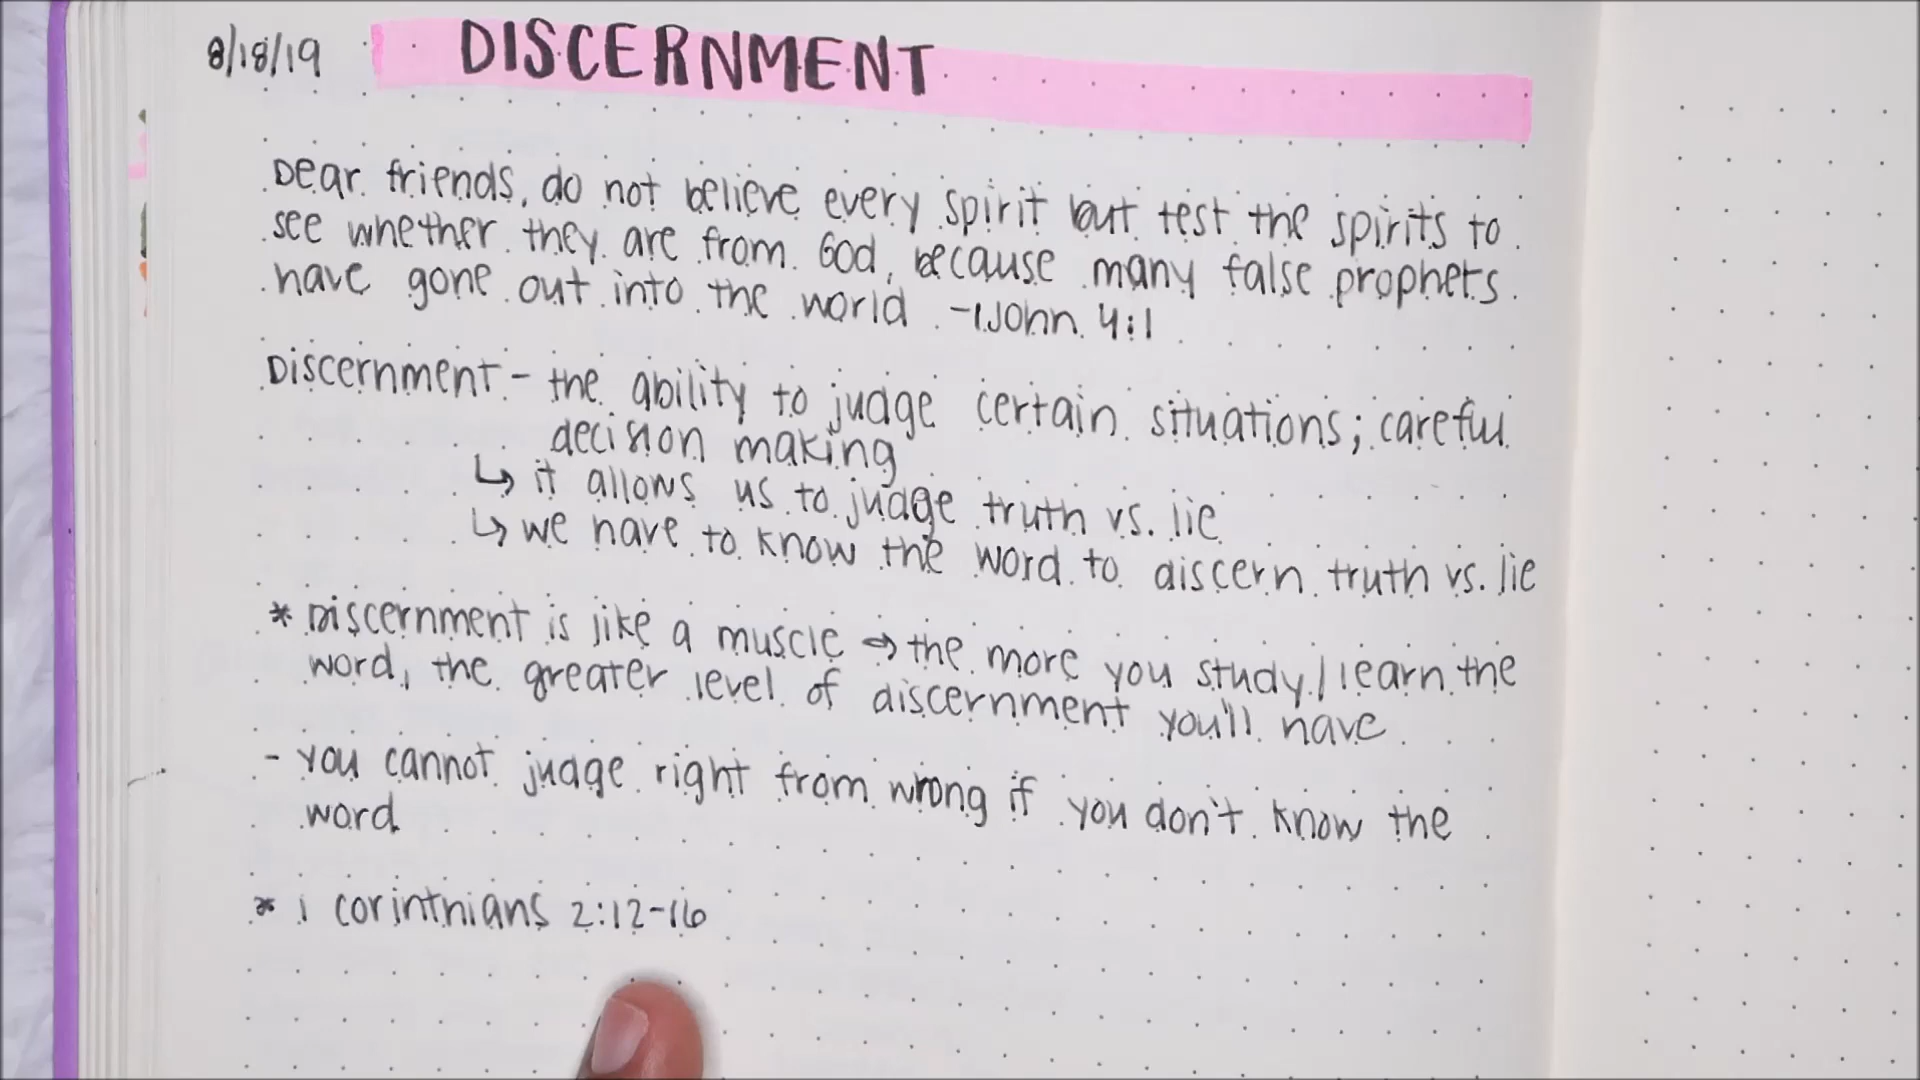 8/18/19 DISCERNMENT
Dear friends, do not believe every spirit but test the spirits to
see whether they are from God, because many false prophets
have gone out into the world -1 John 4:1
Discernment - the ability to judge certain situations; careful
decision making
↳ it allows us to judge truth vs. lie
↳ we have to know the word to discern truth vs. lie
* Discernment is like a muscle → the more you study/learn the
word, the greater level of discernment you'll have
- you cannot judge right from wrong if you don't know the
word
* 1 corinthians 2:12-16